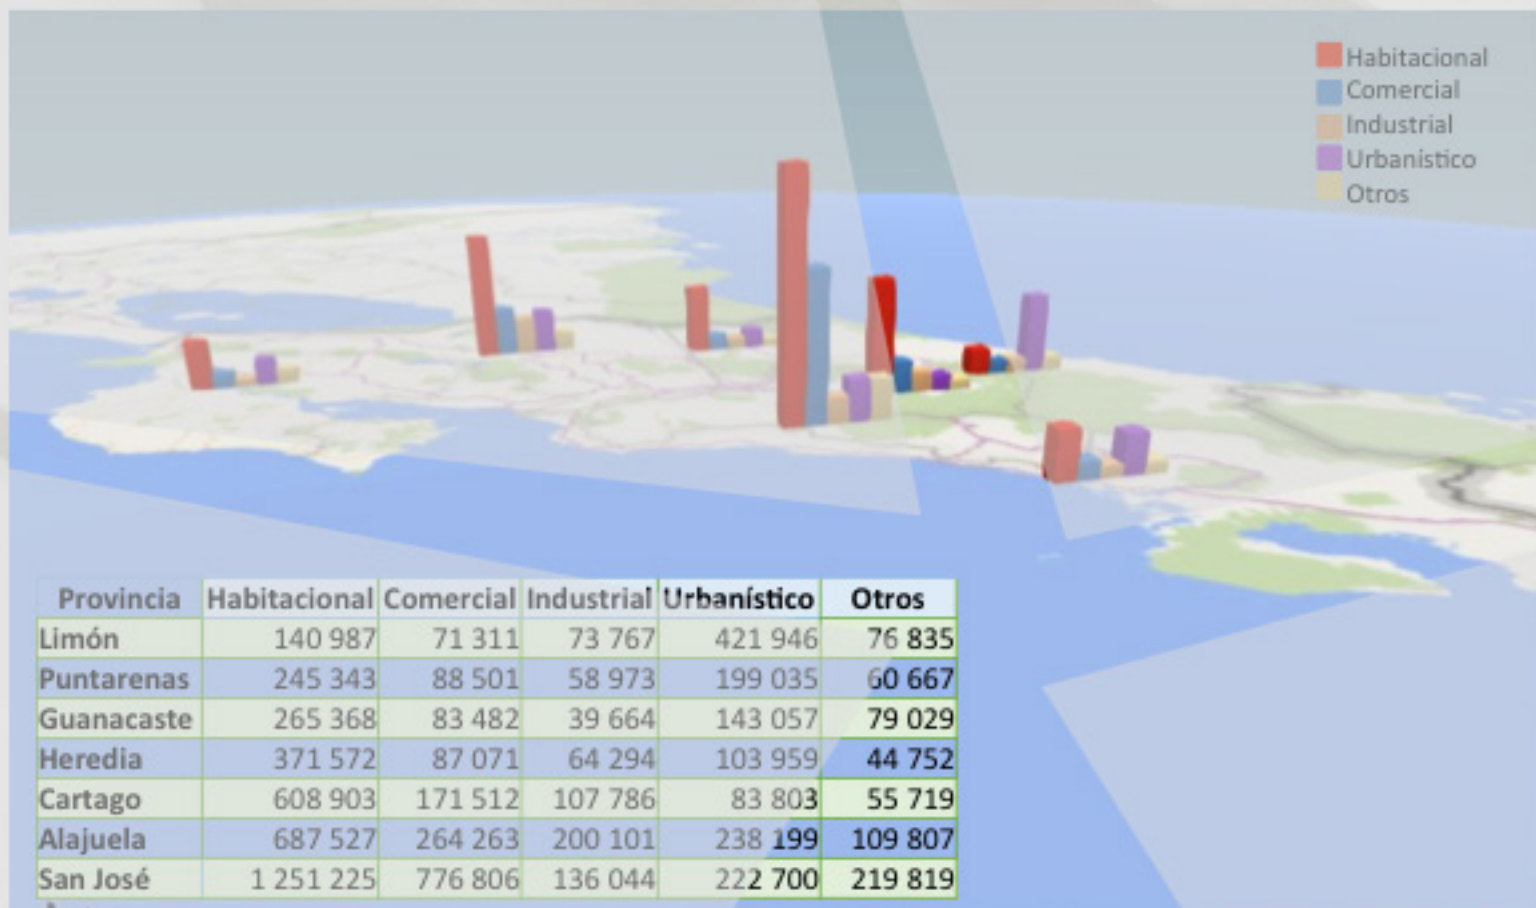 Habitacional
Comercial
Industrial
Urbanístico
Otros
Provincia Habitacional Comercial Industrial Urbanístico Otros
Limón 140 987 71 311 73 767 421 946 76 835
Puntarenas 245 343 88 501 58 973 199 035 60 667
Guanacaste 265 368 83 482 39 664 143 057 79 029
Heredia 371 572 87 071 64 294 103 959 44 752
Cartago 608 903 171 512 107 786 83 803 55 719
Alajuela 687 527 264 263 200 101 238 199 109 807
San José 1 251 225 776 806 136 044 222 700 219 819